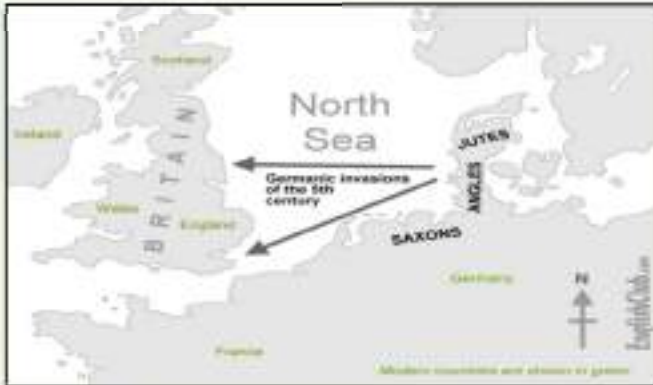 Scotland
North
Sea
Ireland
BRITAIN
JUTES
Germanic invasions
of the 5th
century
ANGLES
Wales
England
SAXONS
Germany
N
EnglishClub.com
France
Modern countries are shown in green